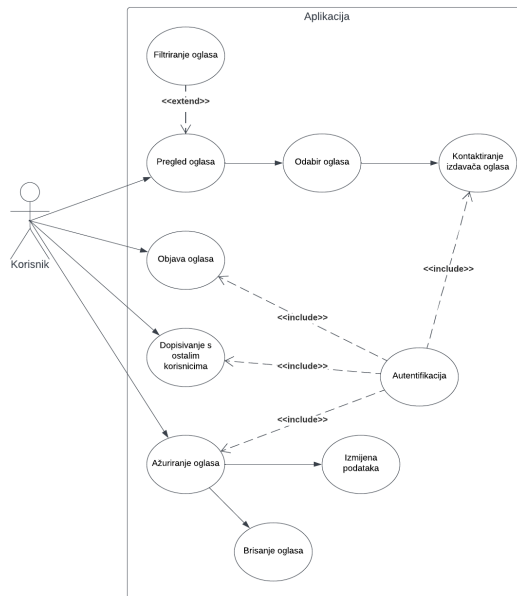 Aplikacija
Filtriranje oglasa
<<extend>>
Pregled oglasa
Odabir oglasa
Kontaktiranje
izdavača oglasa
Korisnik
Objava oglasa
<<include>>
<<include>>
Dopisivanje s
ostalim
korisnicima
<<include>>
Autentifikacija
<<include>>
Ažuriranje oglasa
Izmijena
podataka
Brisanje oglasa